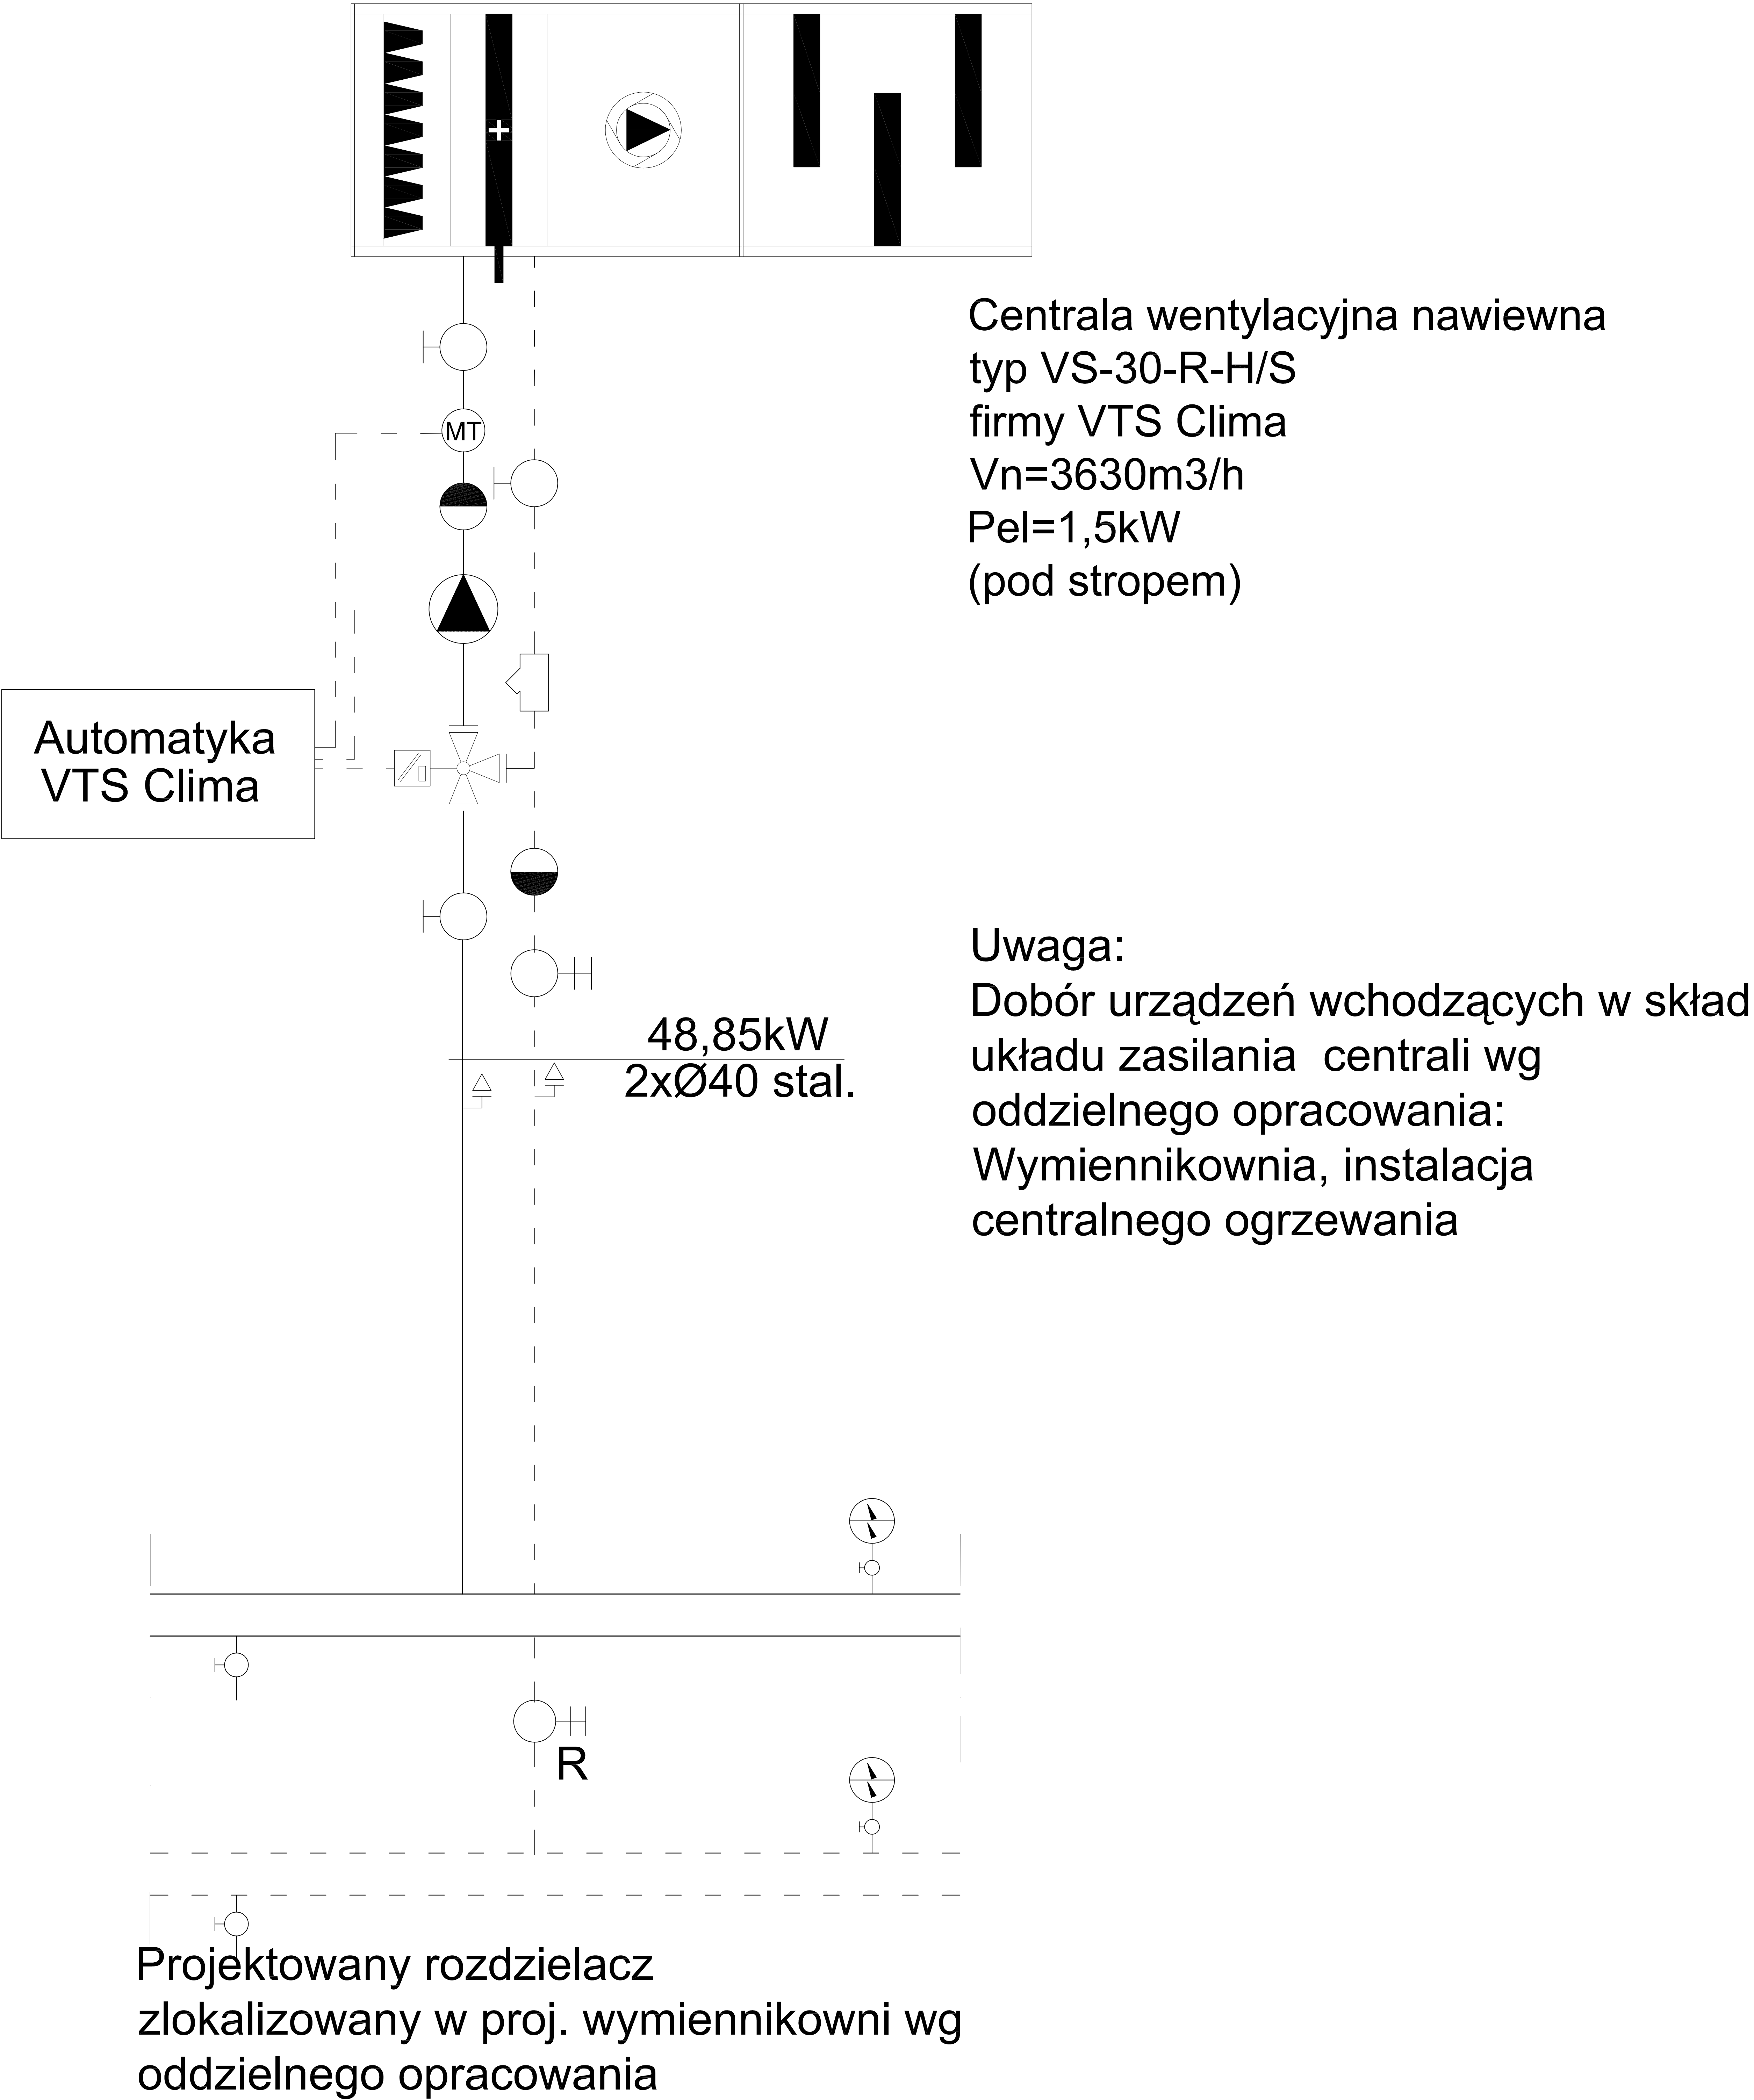 Centrala wentylacyjna nawiewna
typ VS-30-R-H/S
firmy VTS Clima
Vn=3630m3/h
Pel=1,5kW
(pod stropem)
MT
Automatyka
VTS Clima
48,85kW
2xØ40 stal.
Uwaga:
Dobór urządzeń wchodzących w skład
układu zasilania centrali wg
oddzielnego opracowania:
Wymiennikownia, instalacja
centralnego ogrzewania
R
Projektowany rozdzielacz
zlokalizowany w proj. wymiennikowni wg
oddzielnego opracowania